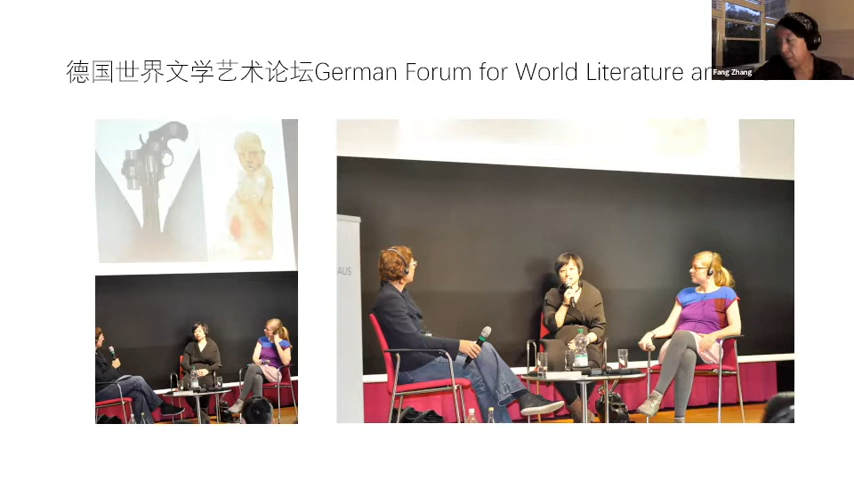 德国世界文学艺术论坛German Forum for World Literature
Fang Zhang
AUS